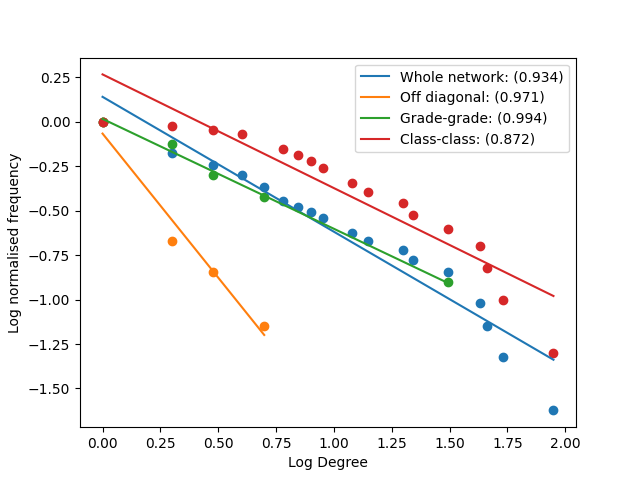 Whole network: (0.934)
Off diagonal: (0.971)
Grade-grade: (0.994)
Class-class: (0.872)
Log normalised frequency
0.25
0.00
−0.25
−0.50
−0.75
−1.00
−1.25
−1.50
0.00 0.25 0.50 0.75 1.00 1.25 1.50 1.75 2.00
Log Degree